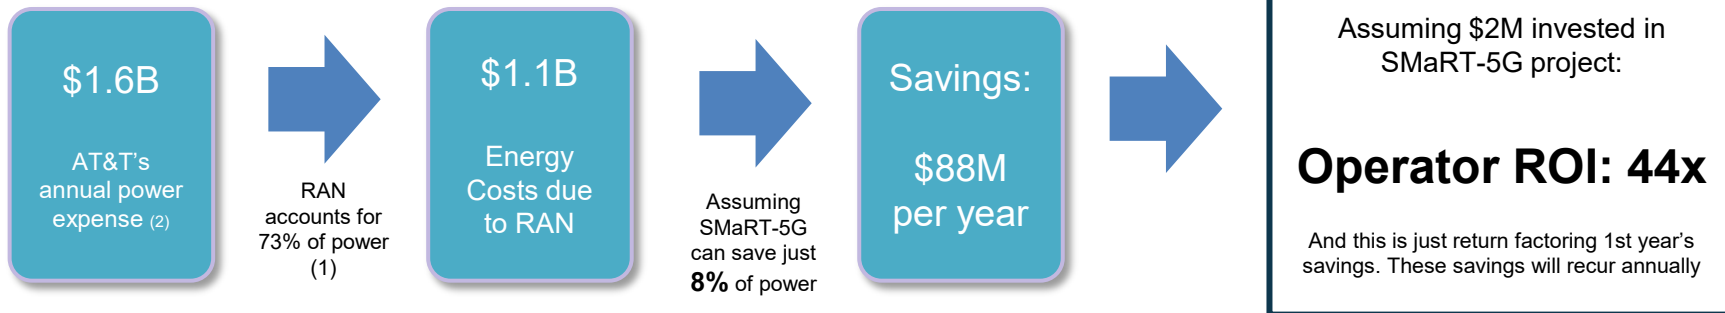 $1.6B
AT&T's
annual power
expense (2)
RAN
accounts for
73% of power
(1)
$1.1B
Energy
Costs due
to RAN
Assuming
SMaRT-5G
can save just
8% of power
Savings:
$88M
per year
Assuming $2M invested in
SMaRT-5G project:
Operator ROI: 44x
And this is just return factoring 1st year's
savings. These savings will recur annually